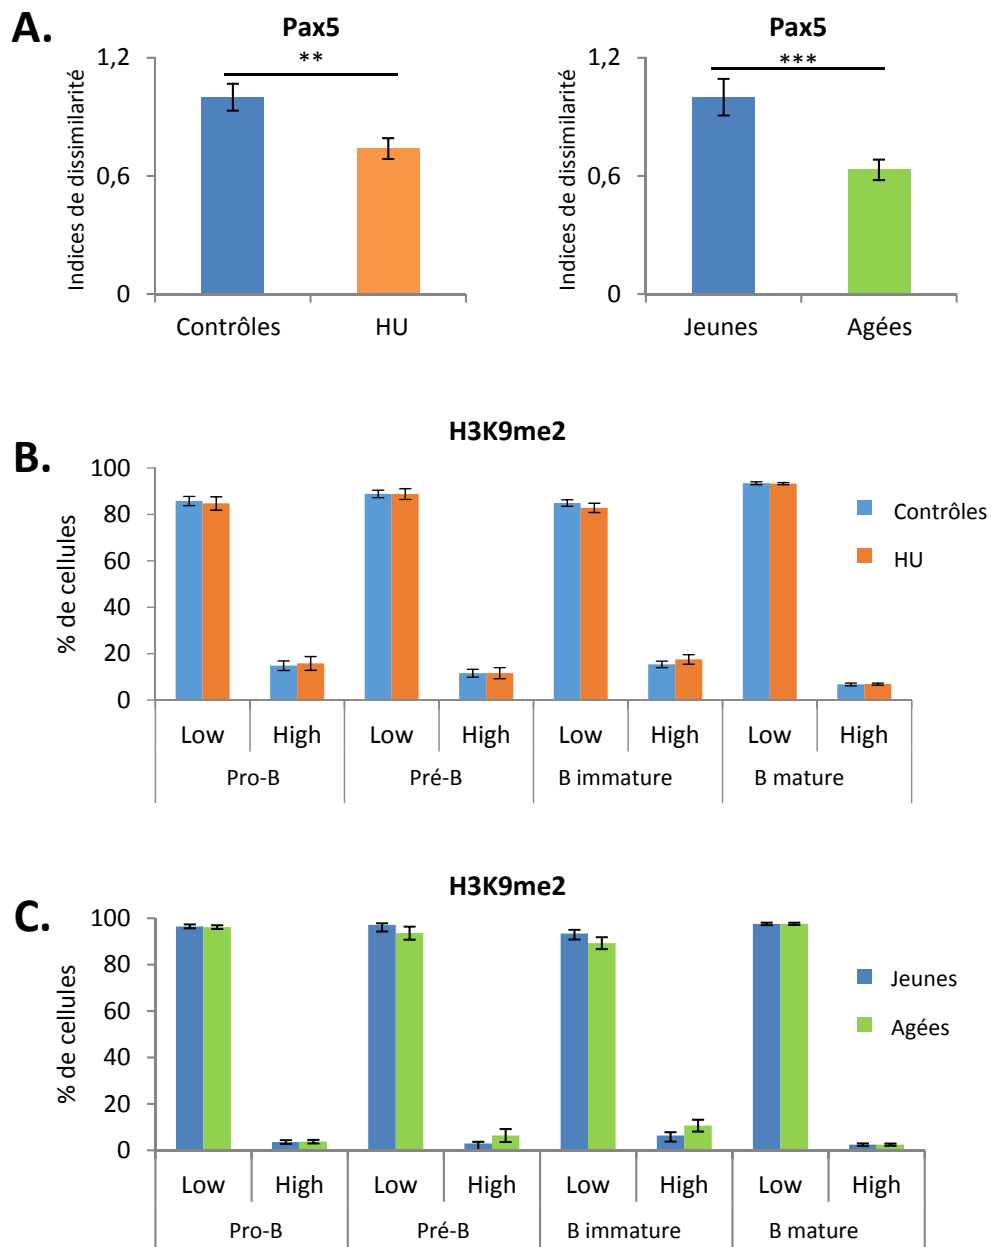 A.
Pax5
Indices de dissimilarité
1,2
0,6
0
**
Contrôles HU
Pax5
Indices de dissimilarité
1,2
0,6
0
***
Jeunes Agées
B.
H3K9me2
% de cellules
100
80
60
40
20
0
Contrôles
HU
Low High Low High Low High Low High
Pro-B Pré-B B immature B mature
C.
H3K9me2
% de cellules
100
80
60
40
20
0
Jeunes
Agées
Low High Low High Low High Low High
Pro-B Pré-B B immature B mature